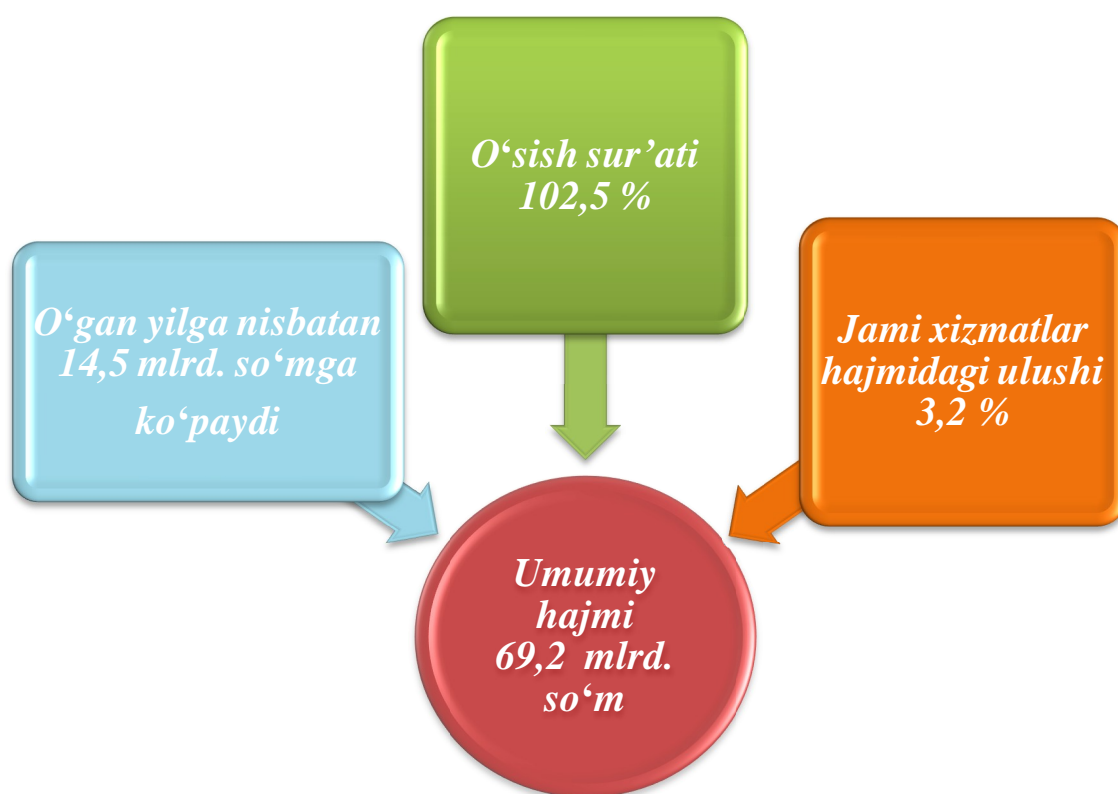 O‘sish sur’ati
102,5 %
O‘gan yilga nisbatan
14,5 mlrd. so‘mga
ko‘paydi
Jami xizmatlar
hajmidagi ulushi
3,2 %
Umumiy
hajmi
69,2 mlrd.
so‘m